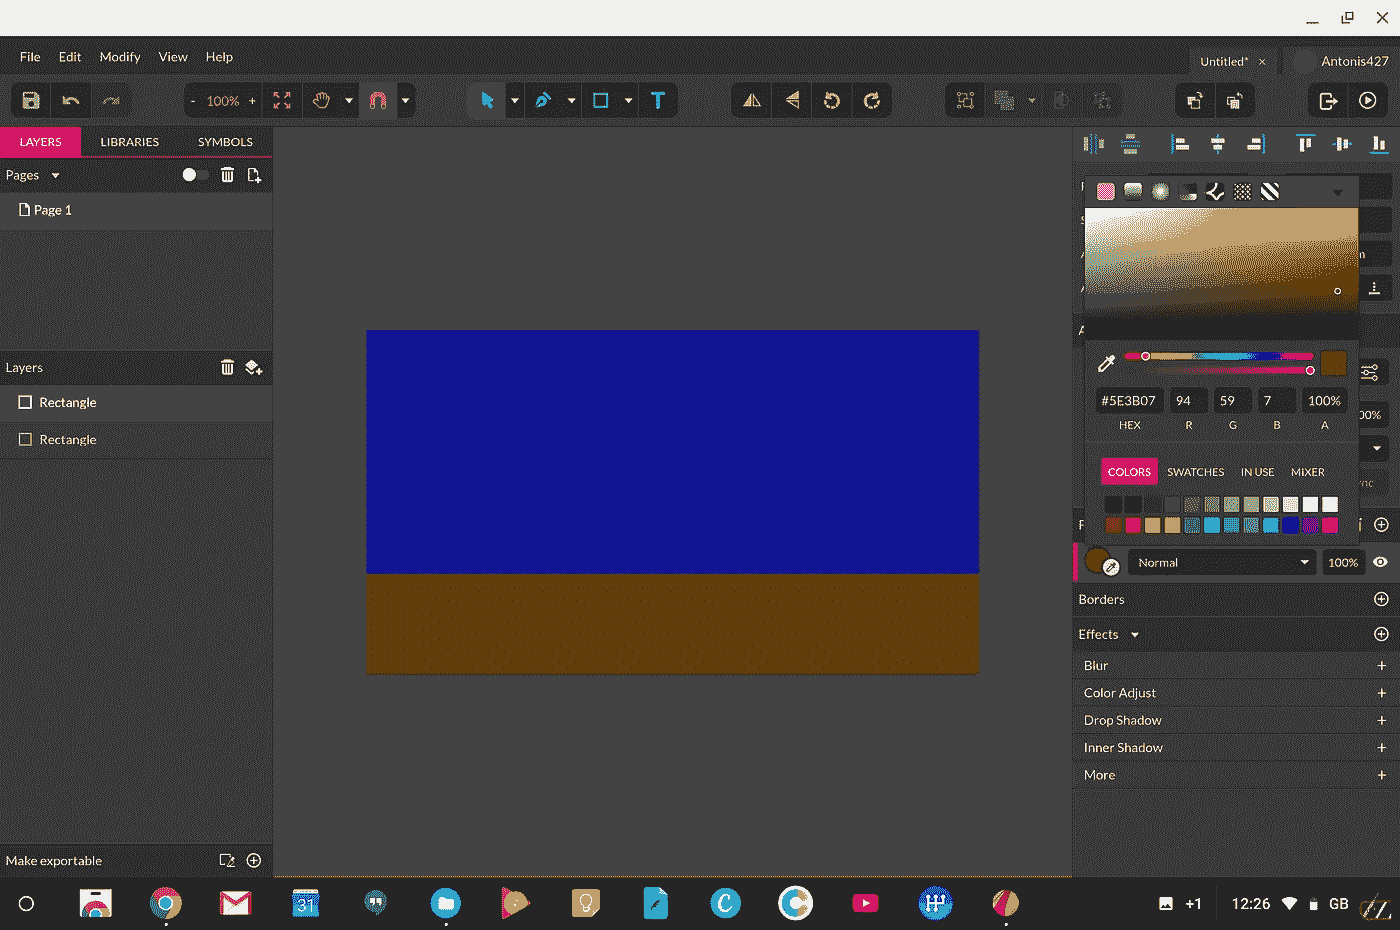 File Edit Modify View Help
Untitled* × Antonis427
- 100% +
T
LAYERS LIBRARIES SYMBOLS
Pages
Page 1
Layers
Rectangle
Rectangle
Make exportable
#5E3B07 94 59 7 100%
HEX R G B A
COLORS SWATCHES IN USE MIXER
Normal 100%
Borders
Effects
Blur
Color Adjust
Drop Shadow
Inner Shadow
More
31
+1 12:26 GB